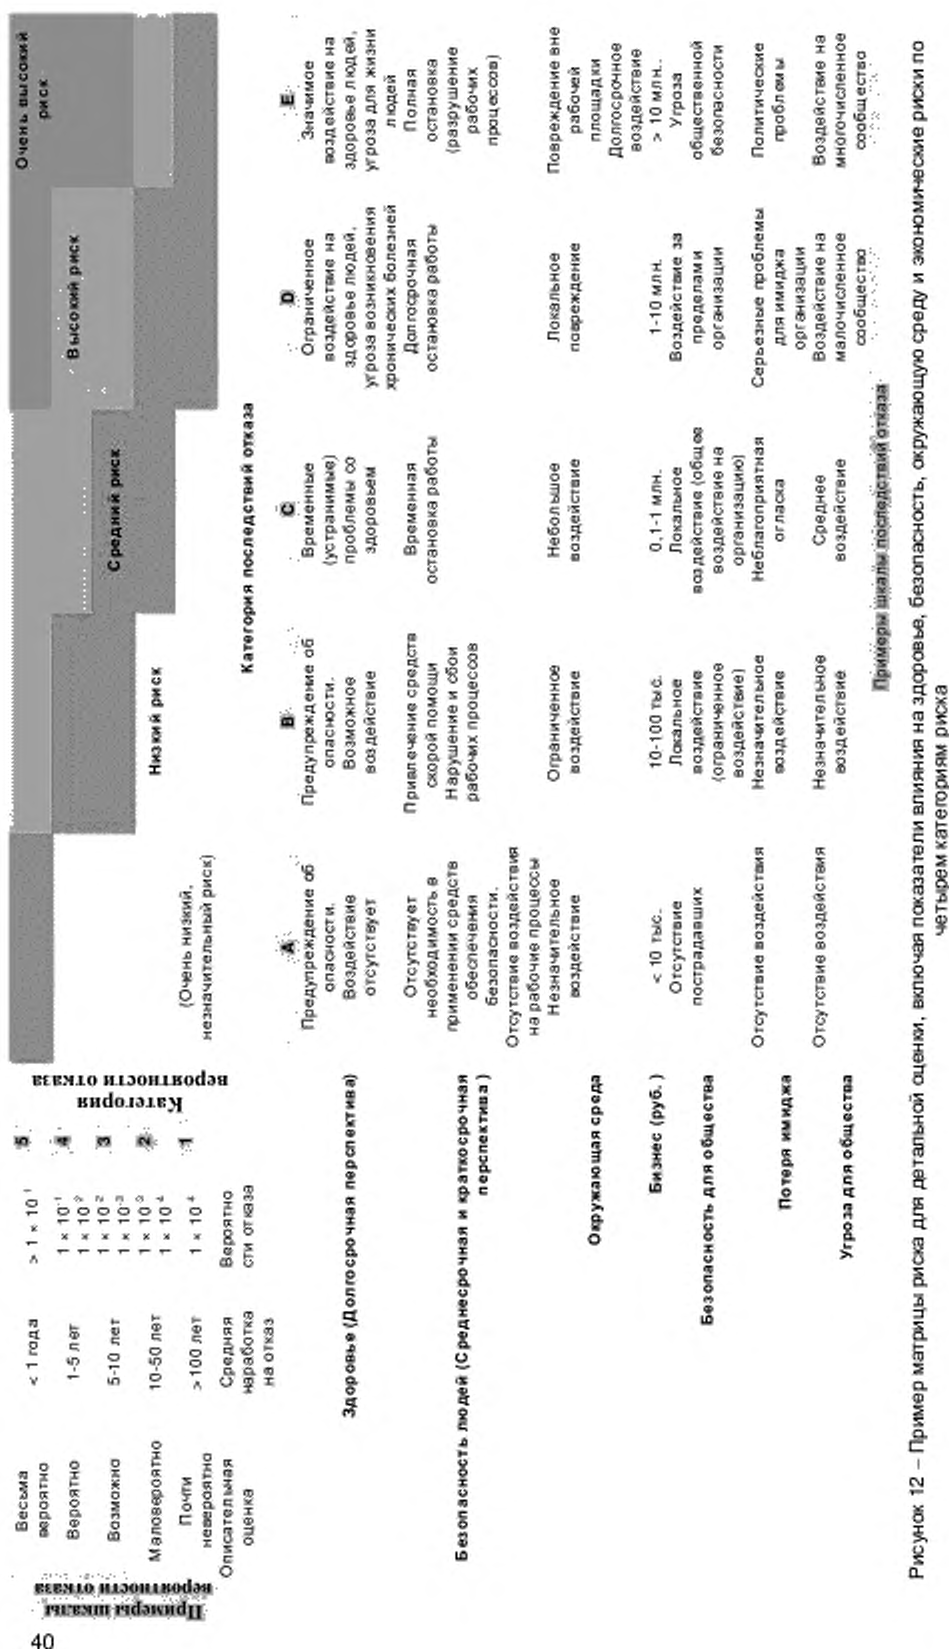 Примеры шкалы
вероятности отказа
Весьма
вероятно
< 1 года
> 1 × 10⁻¹
5
Вероятно
1-5 лет
1 × 10⁻¹
1 × 10⁻²
4
Возможно
5-10 лет
1 × 10⁻²
1 × 10⁻³
3
Маловероятно
10-50 лет
1 × 10⁻³
1 × 10⁻⁴
2
Почти
невероятно
> 100 лет
1 × 10⁻⁴
1
Описательная
оценка
Средняя
наработка
на отказ
Вероятно
сти отказа
Категория
вероятности отказа
Очень высокий
риск
Высокий риск
Средний риск
Низкий риск
(Очень низкий,
незначительный риск)
Категория последствий отказа
A
B
C
D
E
Здоровье (Долгосрочная перспектива)
Предупреждение об
опасности.
Воздействие
отсутствует
Предупреждение об
опасности.
Возможное
воздействие
Временные
(устранимые)
проблемы со
здоровьем
Ограниченное
воздействие на
здоровье людей,
угроза возникновения
хронических болезней
Значимое
воздействие на
здоровье людей,
угроза для жизни
людей
Безопасность людей (Среднесрочная и краткосрочная
перспектива )
Отсутствует
необходимость в
применении средств
обеспечения
безопасности.
Отсутствие воздействия
на рабочие процессы
Привлечение средств
скорой помощи
Нарушение и сбои
рабочих процессов
Временная
остановка работы
Долгосрочная
остановка работы
Полная
остановка
(разрушение
рабочих
процессов)
Окружающая среда
Незначительное
воздействие
Ограниченное
воздействие
Небольшое
воздействие
Локальное
повреждение
Повреждение вне
рабочей
площадки
Долгосрочное
воздействие
Бизнес (руб. )
< 10 тыс.
10-100 тыс.
0,1-1 млн.
1-10 млн.
> 10 млн..
Безопасность для общества
Отсутствие
пострадавших
Локальное
воздействие
(ограниченное
воздействие)
Локальное
воздействие (общее
воздействие на
организацию)
Воздействие за
пределами
организации
Угроза
общественной
безопасности
Потеря имиджа
Отсутствие воздействия
Незначительное
воздействие
Неблагоприятная
огласка
Серьезные проблемы
для имиджа
организации
Политические
проблемы
Угроза для общества
Отсутствие воздействия
Незначительное
воздействие
Среднее
воздействие
Воздействие на
малочисленное
сообщество
Воздействие на
многочисленное
сообщество
Примеры шкалы последствий отказа
Рисунок 12 – Пример матрицы риска для детальной оценки, включая показатели влияния на здоровье, безопасность, окружающую среду и экономические риски по
четырем категориям риска
40